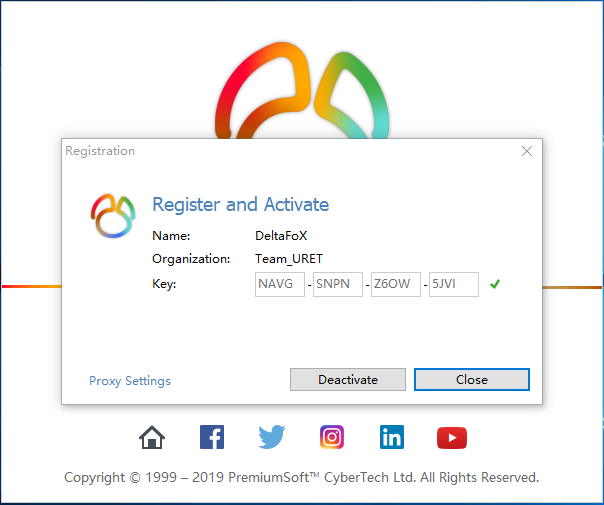 Registration
Register and Activate
Name: DeltaFoX
Organization: Team_URET
Key: NAVG - SNPN - Z6OW - 5JVI
Proxy Settings Deactivate Close
Copyright © 1999 – 2019 PremiumSoft™ CyberTech Ltd. All Rights Reserved.